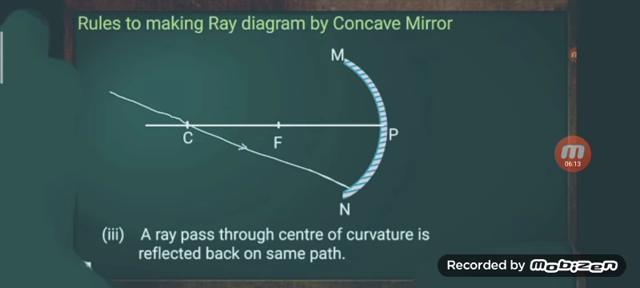 Rules to making Ray diagram by Concave Mirror
M
C
F
P
N
(iii) A ray pass through centre of curvature is
reflected back on same path.
06:13
Recorded by mobizen